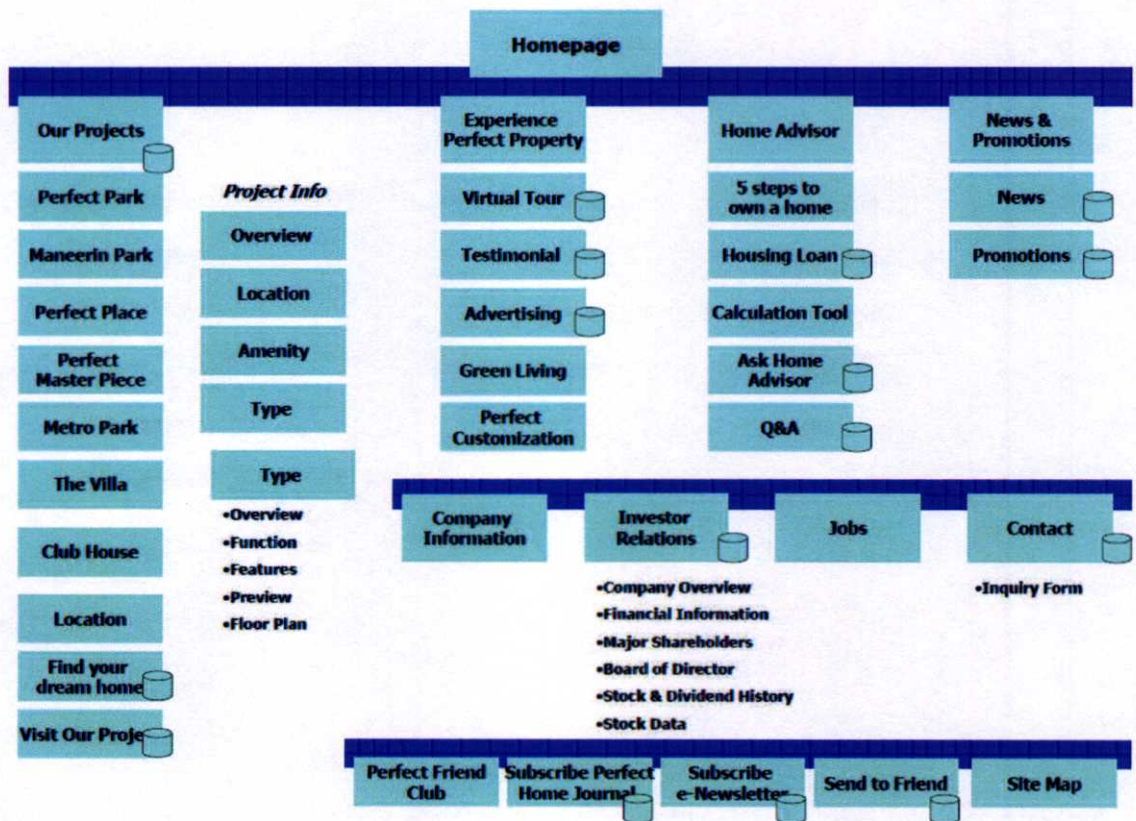 Homepage
Our Projects
Perfect Park
Maneerin Park
Perfect Place
Perfect
Master Piece
Metro Park
The Villa
Club House
Location
Find your
dream home
Visit Our Proje
Project Info
Overview
Location
Amenity
Type
Type
•Overview
•Function
•Features
•Preview
•Floor Plan
Experience
Perfect Property
Virtual Tour
Testimonial
Advertising
Green Living
Perfect
Customization
Home Advisor
5 steps to
own a home
Housing Loan
Calculation Tool
Ask Home
Advisor
Q&A
News &
Promotions
News
Promotions
Company
Information
Investor
Relations
•Company Overview
•Financial Information
•Major Shareholders
•Board of Director
•Stock & Dividend History
•Stock Data
Jobs
Contact
•Inquiry Form
Perfect Friend
Club
Subscribe Perfect
Home Journal
Subscribe
e-Newsletter
Send to Friend
Site Map